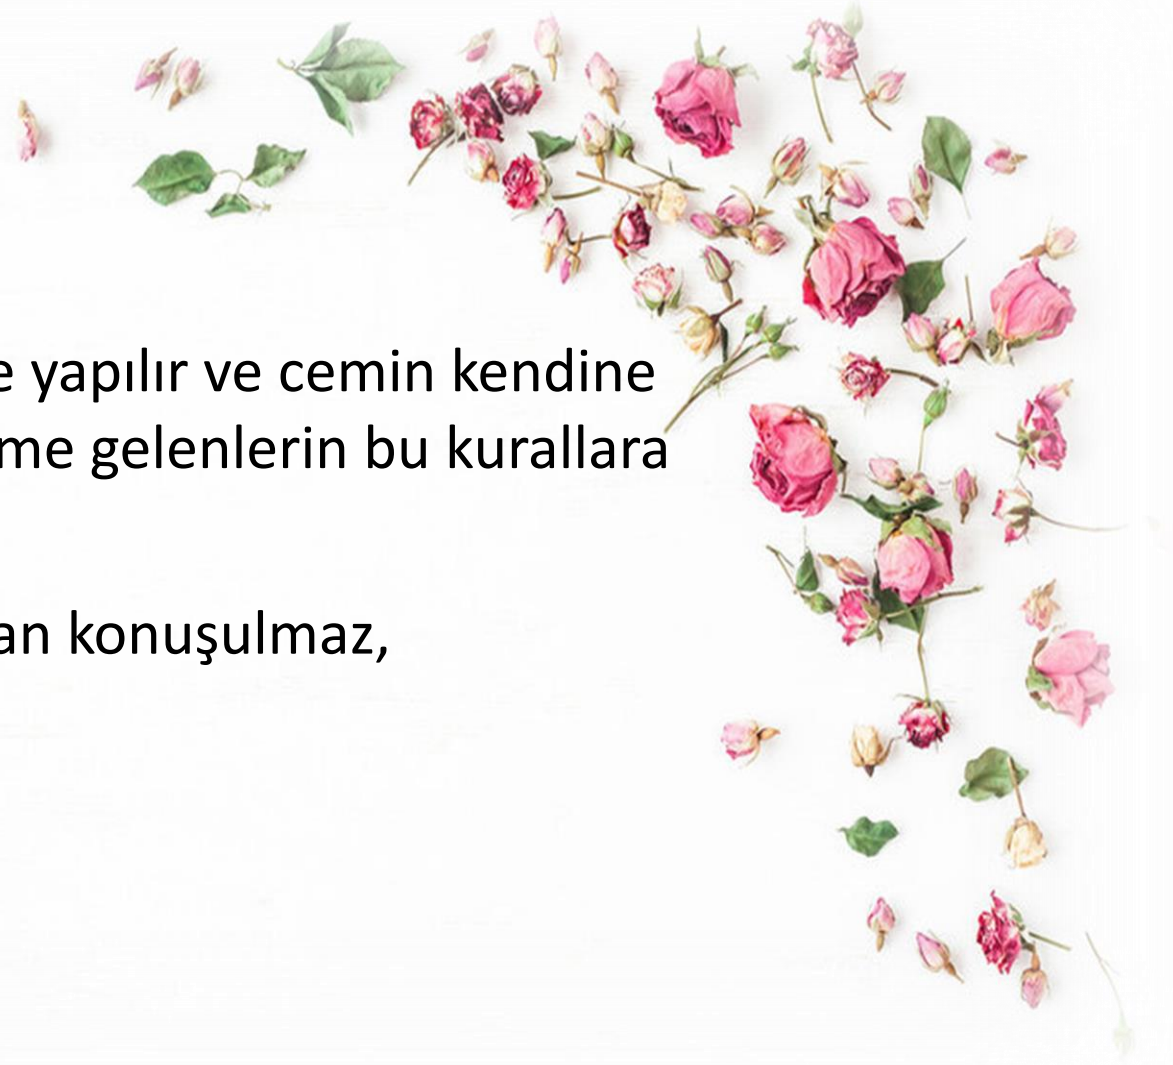 e yapılır ve cemin kendine
me gelenlerin bu kurallara
an konuşulmaz,